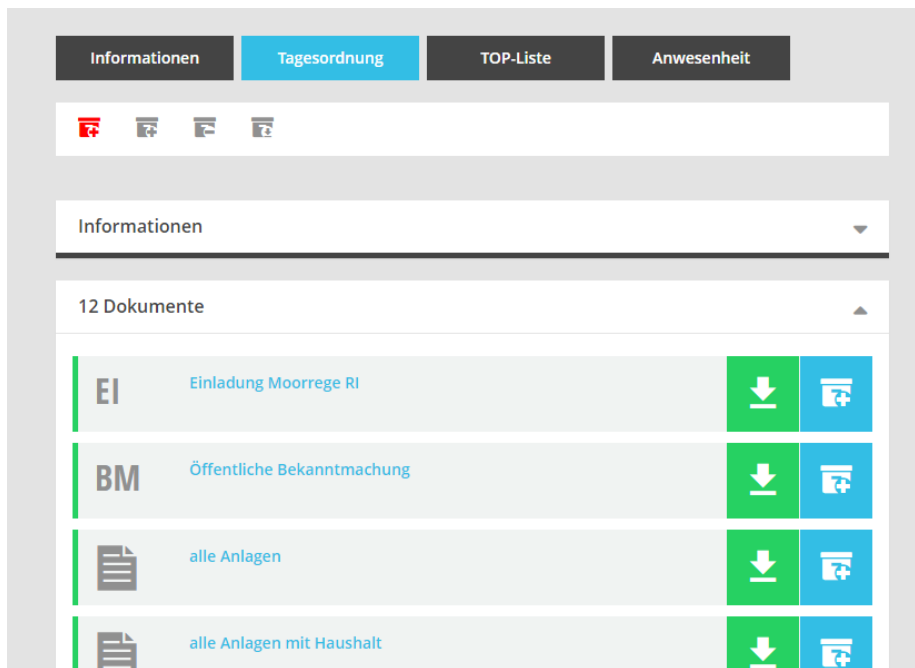 Informationen
Tagesordnung
TOP-Liste
Anwesenheit
Informationen
12 Dokumente
EI
Einladung Moorrege RI
BM
Öffentliche Bekanntmachung
alle Anlagen
alle Anlagen mit Haushalt